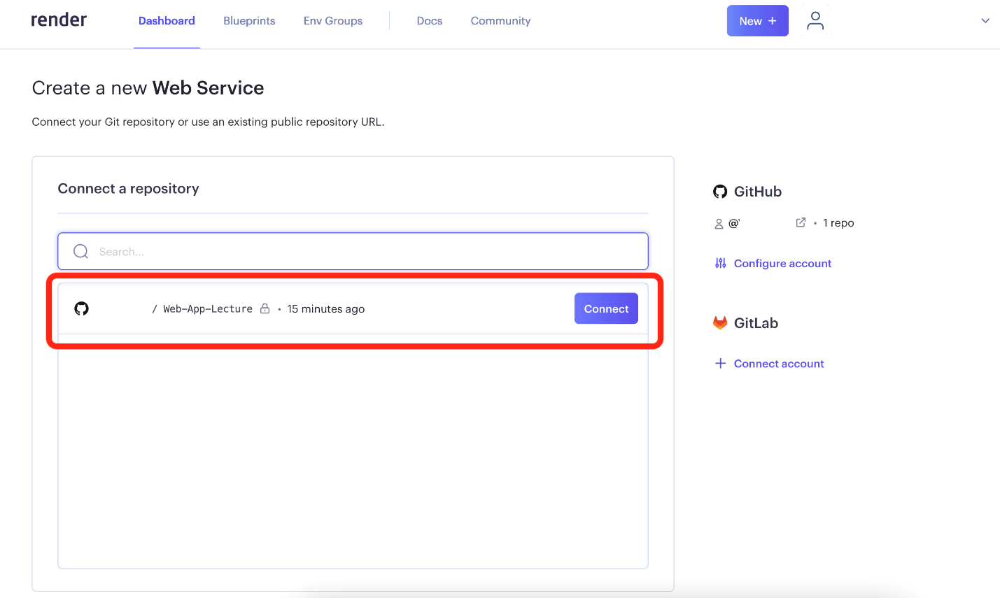 render Dashboard Blueprints Env Groups Docs Community New +
Create a new Web Service
Connect your Git repository or use an existing public repository URL.
Connect a repository
Search...
/ Web-App-Lecture • 15 minutes ago Connect
GitHub
@' • 1 repo
Configure account
GitLab
+ Connect account